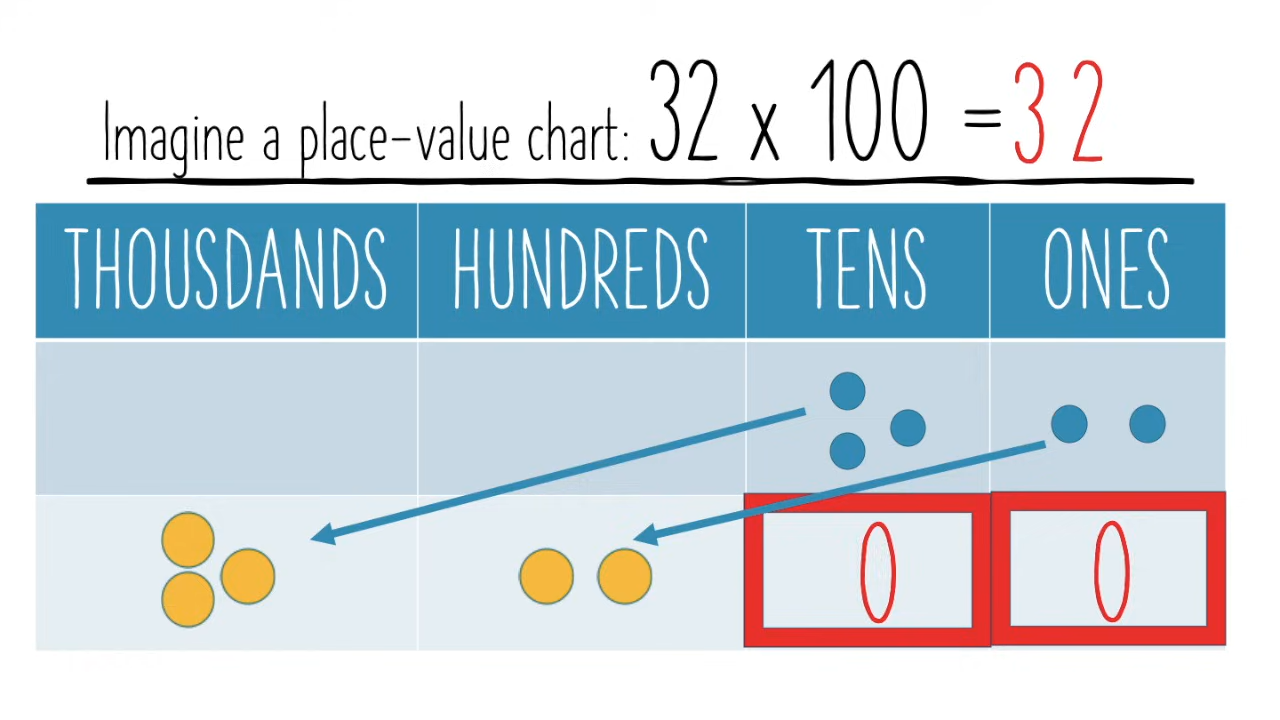 Imagine a place-value chart: 32 x 100 = 3 2
THOUSDANDS HUNDREDS TENS ONES
0 0